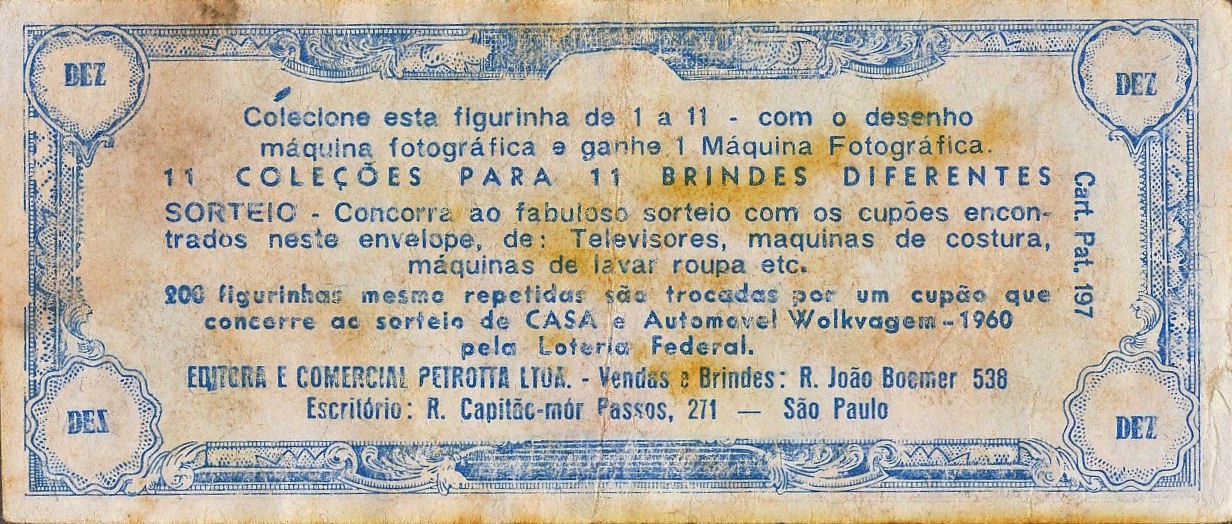 DEZ
DEZ
Colecione esta figurinha de 1 a 11 - com o desenho
máquina fotográfica e ganhe 1 Máquina Fotográfica.
11 COLEÇÕES PARA 11 BRINDES DIFERENTES
SORTEIO - Concorra ao fabuloso sorteio com os cupões encon-
trados neste envelope, de: Televisores, maquinas de costura,
máquinas de lavar roupa etc.
200 figurinhas mesmo repetidas são trocadas por um cupão que
concorre ao sorteio de CASA e Automovel Wolkvagem - 1960
pela Loteria Federal.
EDITORA E COMERCIAL PETROTTA LTDA. - Vendas e Brindes: R. João Boemer 538
Escritório: R. Capitão-mór Passos, 271 — São Paulo
Cart. Pat. 197
DEZ
DEZ